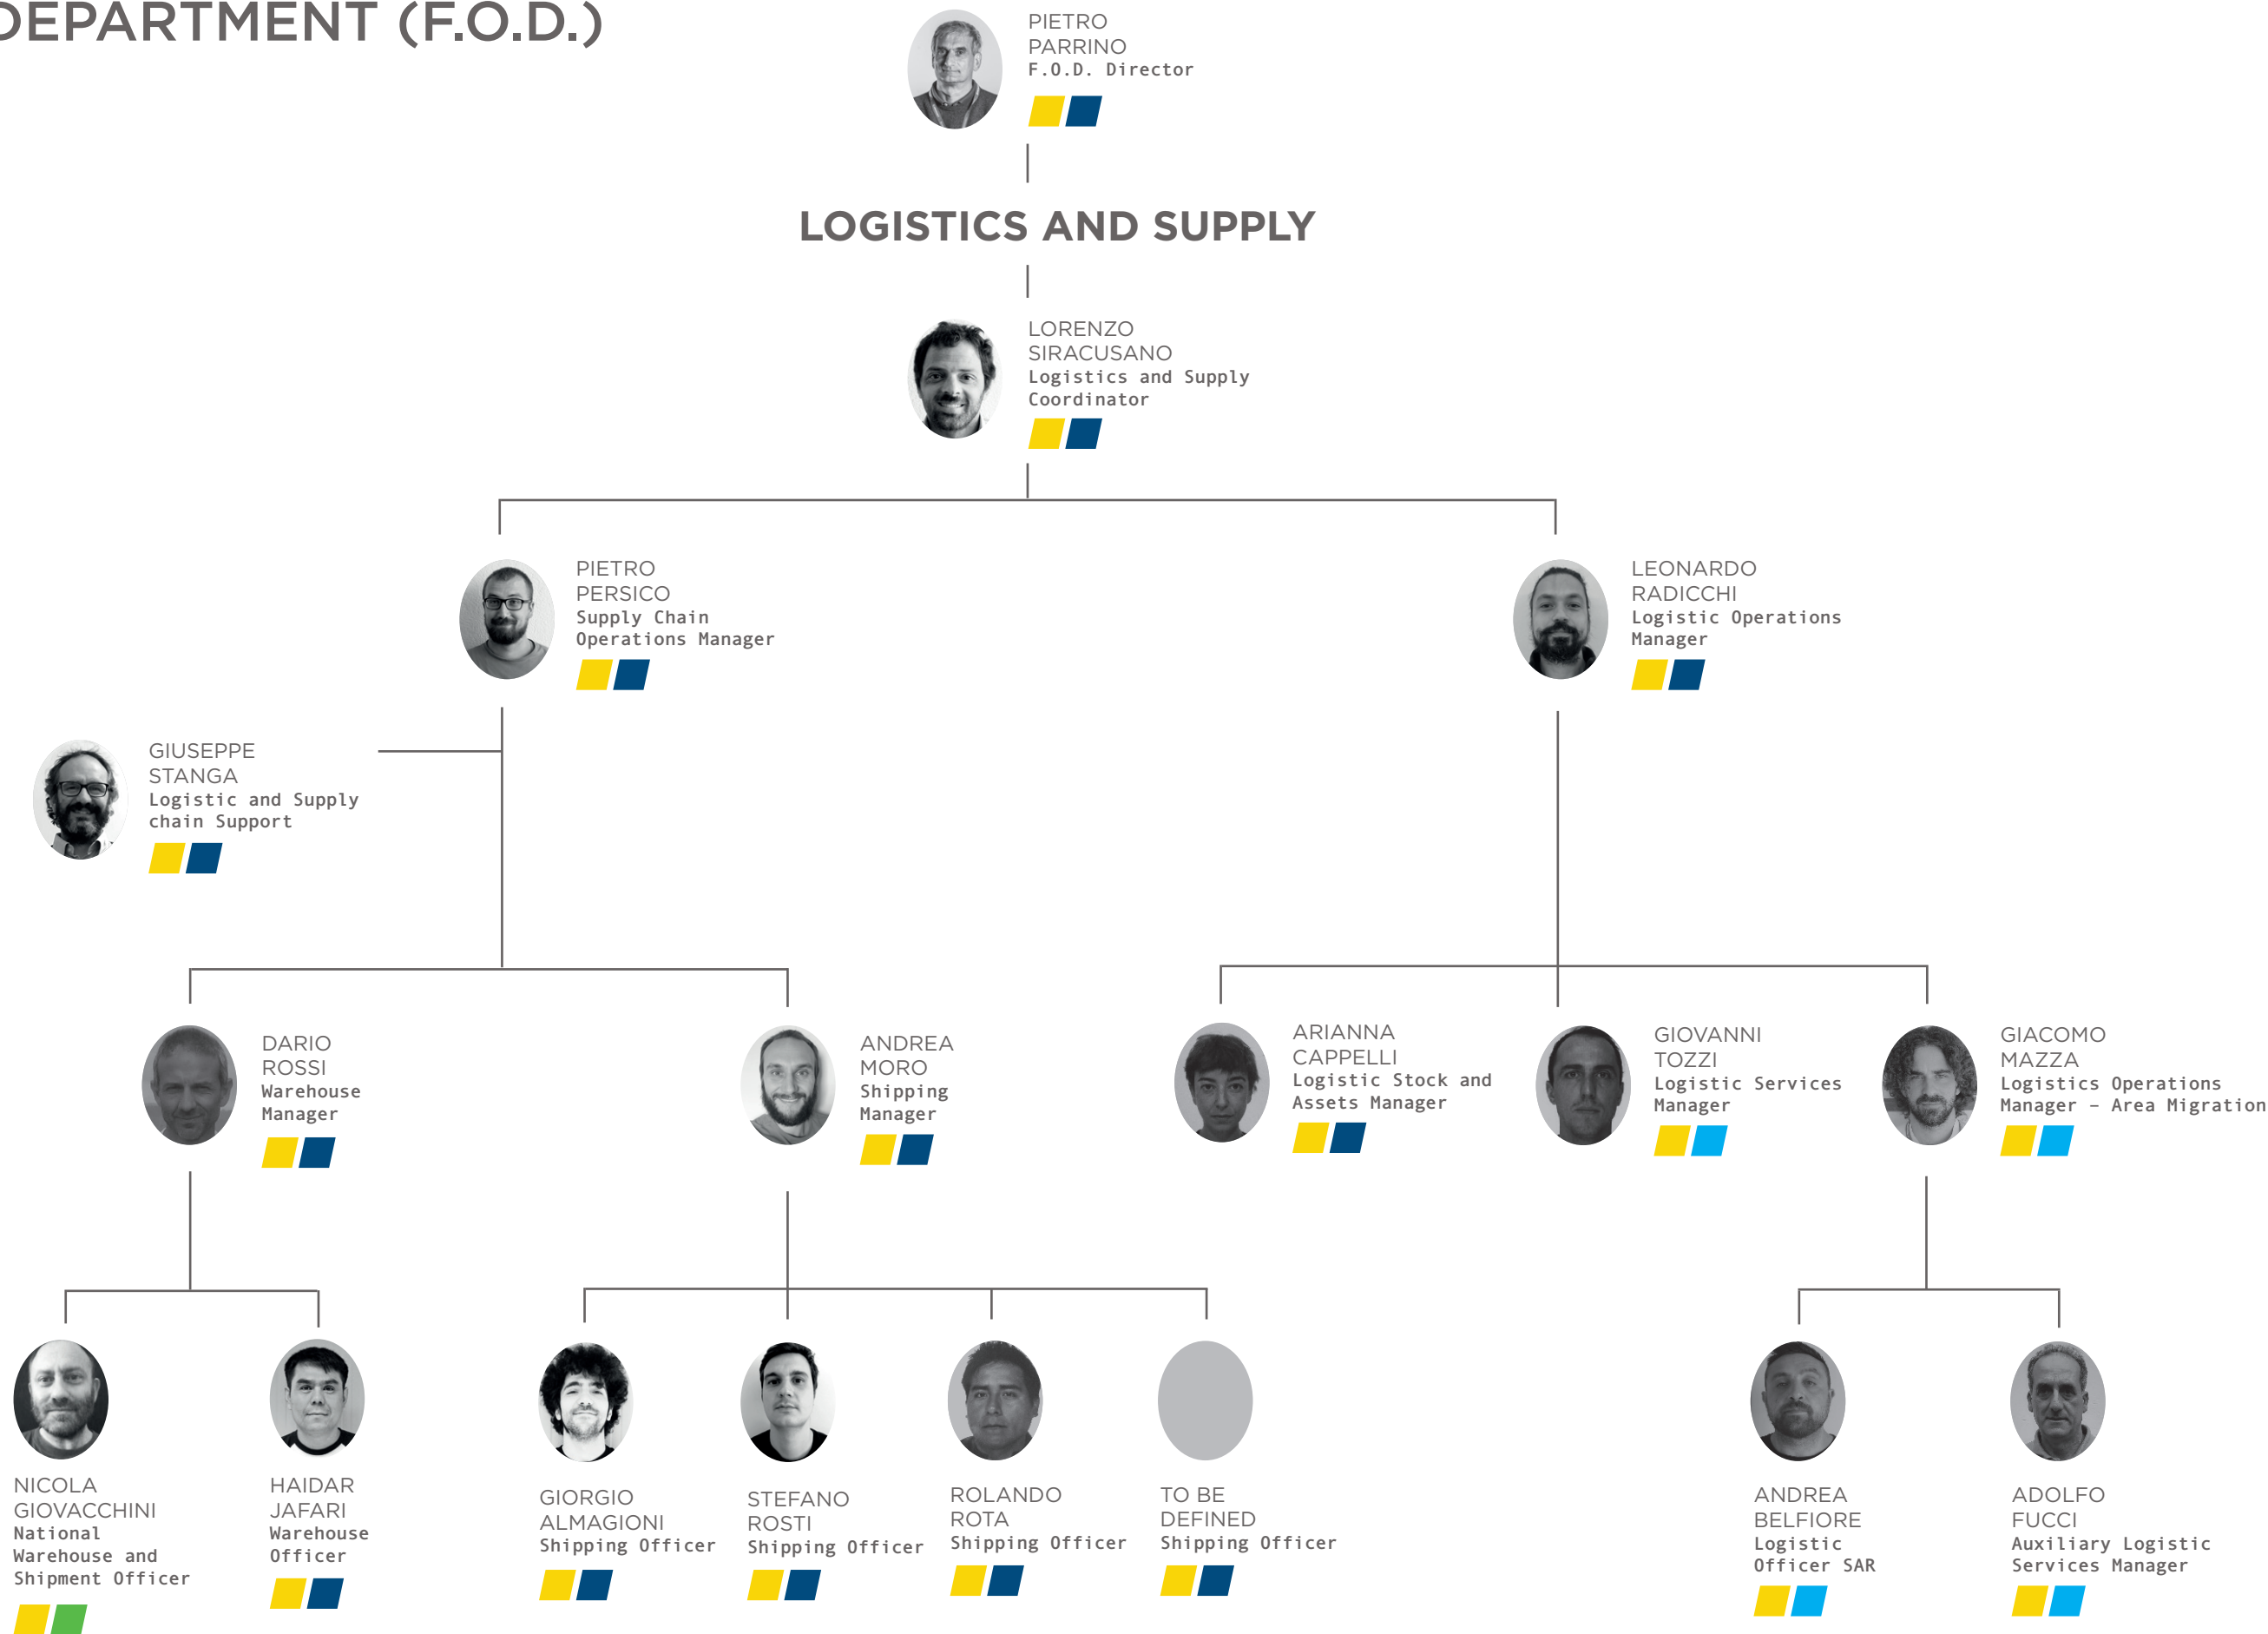 DEPARTMENT (F.O.D.)
PIETRO
PARRINO
F.O.D. Director
LOGISTICS AND SUPPLY
LORENZO
SIRACUSANO
Logistics and Supply
Coordinator
PIETRO
PERSICO
Supply Chain
Operations Manager
LEONARDO
RADICCHI
Logistic Operations
Manager
GIUSEPPE
STANGA
Logistic and Supply
chain Support
DARIO
ROSSI
Warehouse
Manager
ANDREA
MORO
Shipping
Manager
ARIANNA
CAPPELLI
Logistic Stock and
Assets Manager
GIOVANNI
TOZZI
Logistic Services
Manager
GIACOMO
MAZZA
Logistics Operations
Manager – Area Migration
NICOLA
GIOVACCHINI
National
Warehouse and
Shipment Officer
HAIDAR
JAFARI
Warehouse
Officer
GIORGIO
ALMAGIONI
Shipping Officer
STEFANO
ROSTI
Shipping Officer
ROLANDO
ROTA
Shipping Officer
TO BE
DEFINED
Shipping Officer
ANDREA
BELFIORE
Logistic
Officer SAR
ADOLFO
FUCCI
Auxiliary Logistic
Services Manager